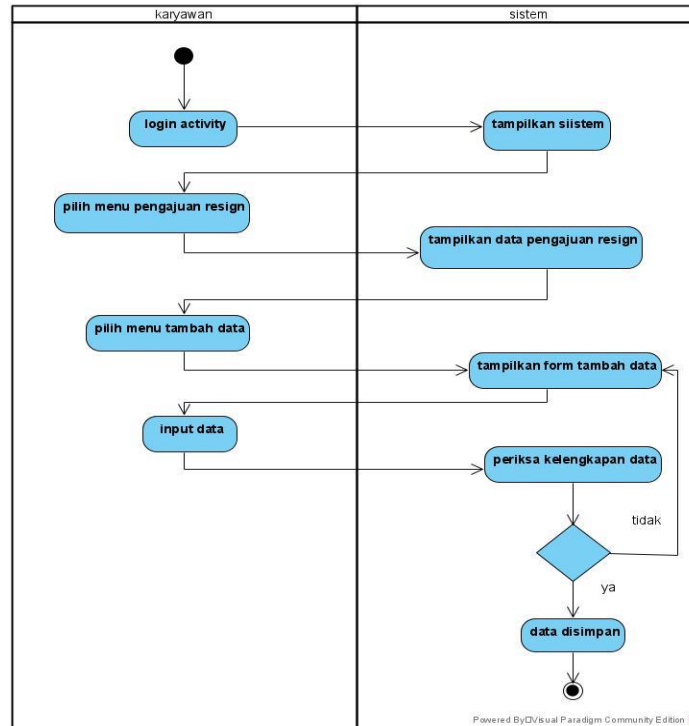 karyawan
sistem
login activity
tampilkan siistem
pilih menu pengajuan resign
tampilkan data pengajuan resign
pilih menu tambah data
tampilkan form tambah data
input data
periksa kelengkapan data
tidak
ya
data disimpan
Powered By□Visual Paradigm Community Edition